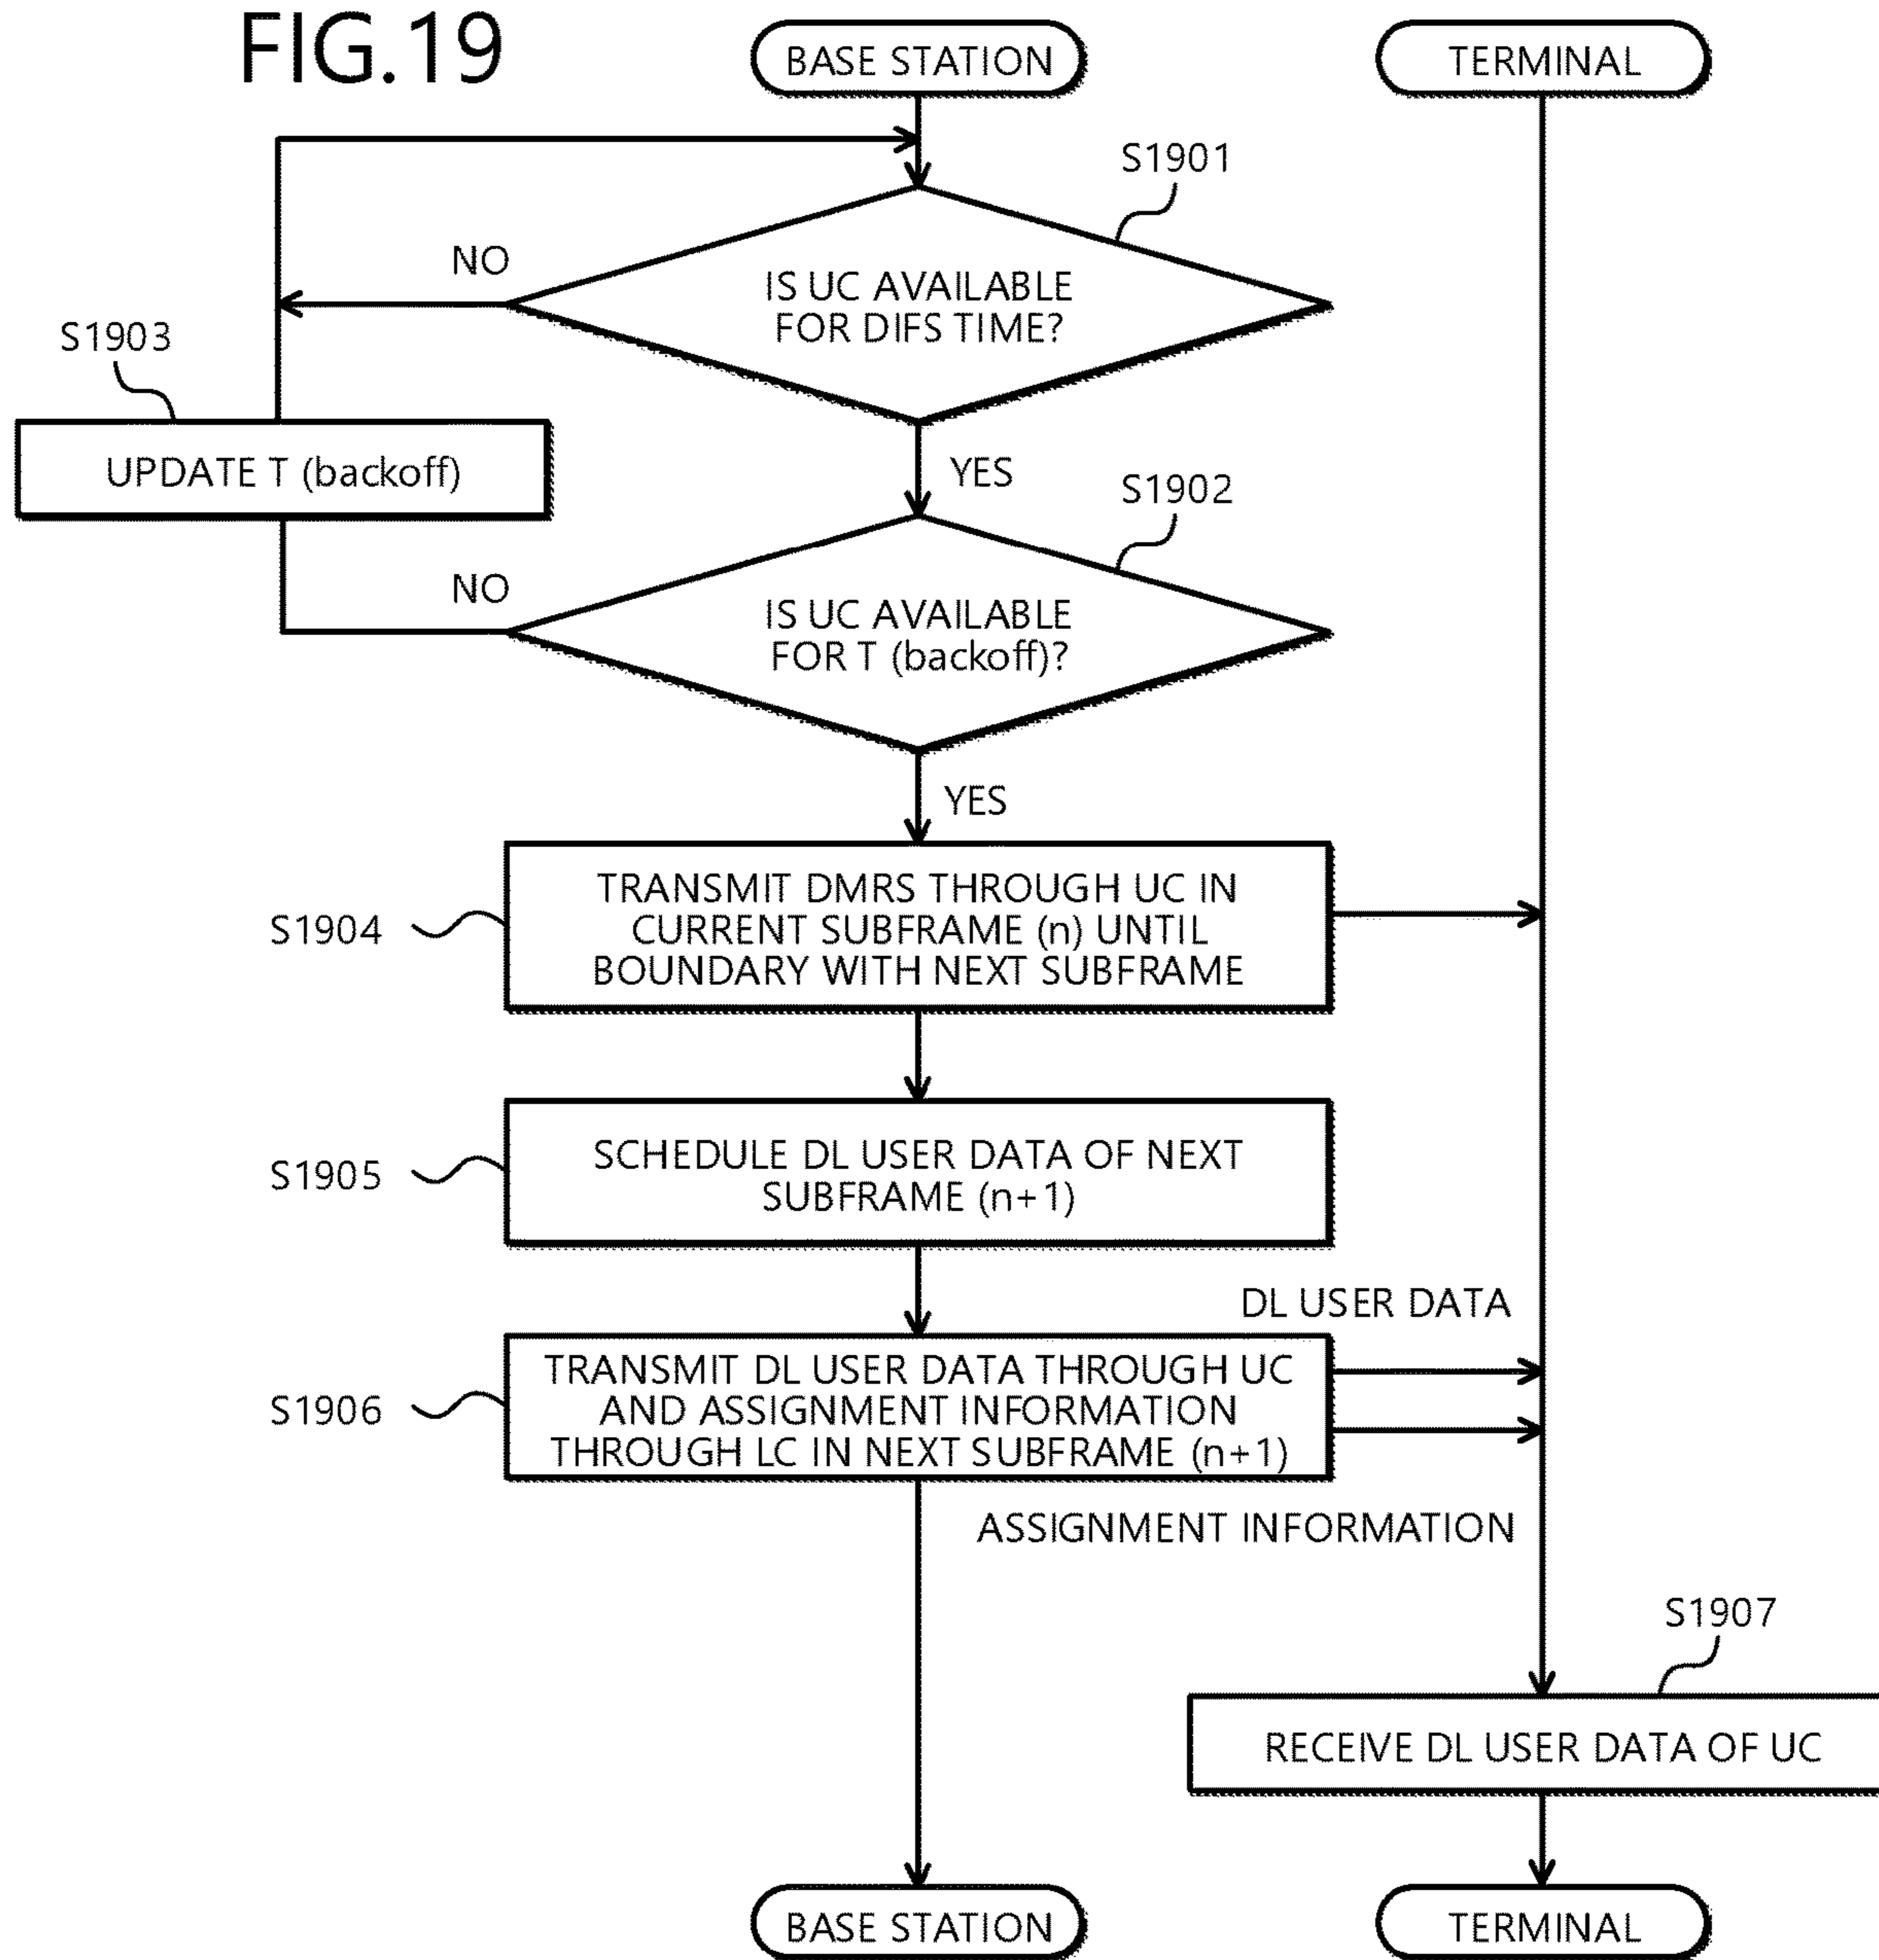 FIG.19
BASE STATION
TERMINAL
S1901
NO
IS UC AVAILABLE
FOR DIFS TIME?
S1903
UPDATE T (backoff)
YES
S1902
NO
IS UC AVAILABLE
FOR T (backoff)?
YES
S1904
TRANSMIT DMRS THROUGH UC IN
CURRENT SUBFRAME (n) UNTIL
BOUNDARY WITH NEXT SUBFRAME
S1905
SCHEDULE DL USER DATA OF NEXT
SUBFRAME (n+1)
DL USER DATA
S1906
TRANSMIT DL USER DATA THROUGH UC
AND ASSIGNMENT INFORMATION
THROUGH LC IN NEXT SUBFRAME (n+1)
ASSIGNMENT INFORMATION
S1907
RECEIVE DL USER DATA OF UC
BASE STATION
TERMINAL